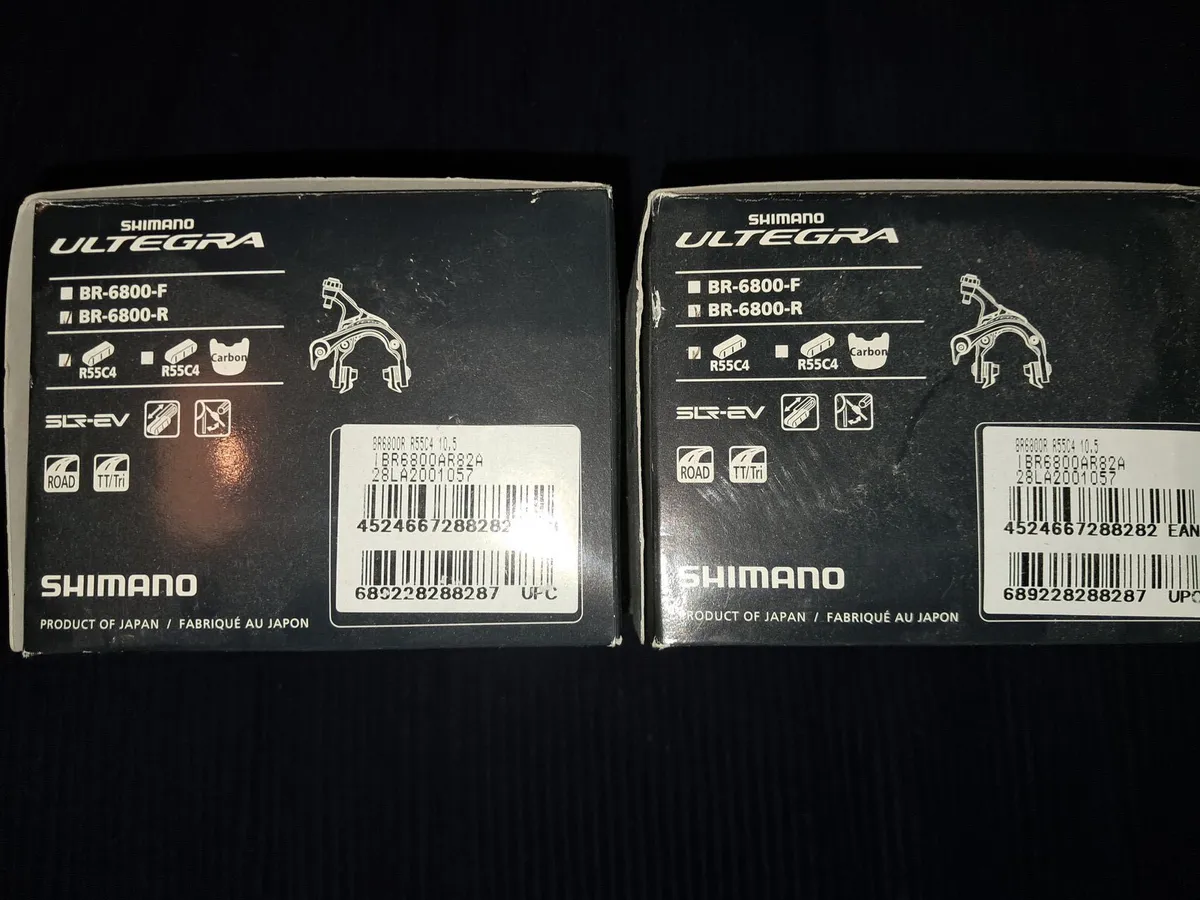 SHIMANO
ULTEGRA
BR-6800-F
BR-6800-R
R55C4 R55C4 Carbon
SLR-EV
ROAD TT/Tri
BR6800R R55C4 10.5
IBR6800AR82A
28LA2001057
4524667288282
689228288287 UPC
SHIMANO
PRODUCT OF JAPAN / FABRIQUÉ AU JAPON
SHIMANO
ULTEGRA
BR-6800-F
BR-6800-R
R55C4 R55C4 Carbon
SLR-EV
ROAD TT/Tri
BR6800R R55C4 10.5
IBR6800AR82A
28LA2001057
4524667288282 EAN
689228288287 UPC
SHIMANO
PRODUCT OF JAPAN / FABRIQUÉ AU JAPON